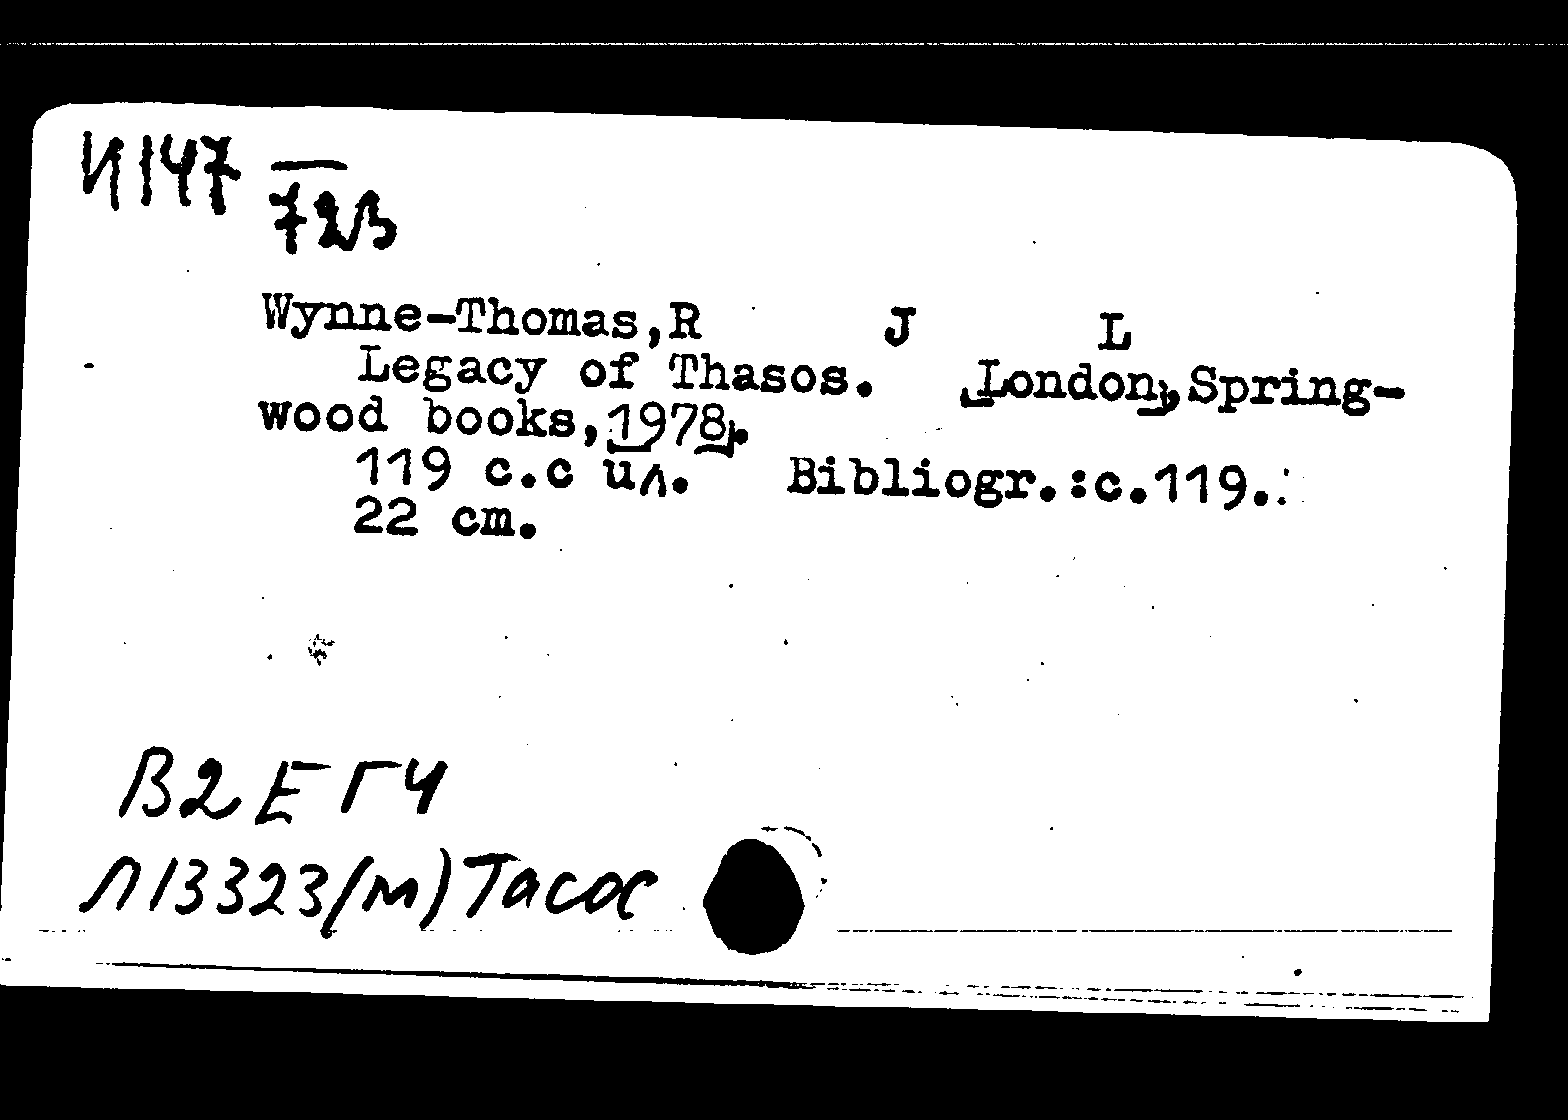 И147 —
723
Wynne-Thomas,R J L
Legacy of Thasos. [London], Spring-
wood books, [1978].
119 с.с ил. Bibliogr.:с.119.
22 cm.
В2ЕГ4
Л13323(м) Тасос